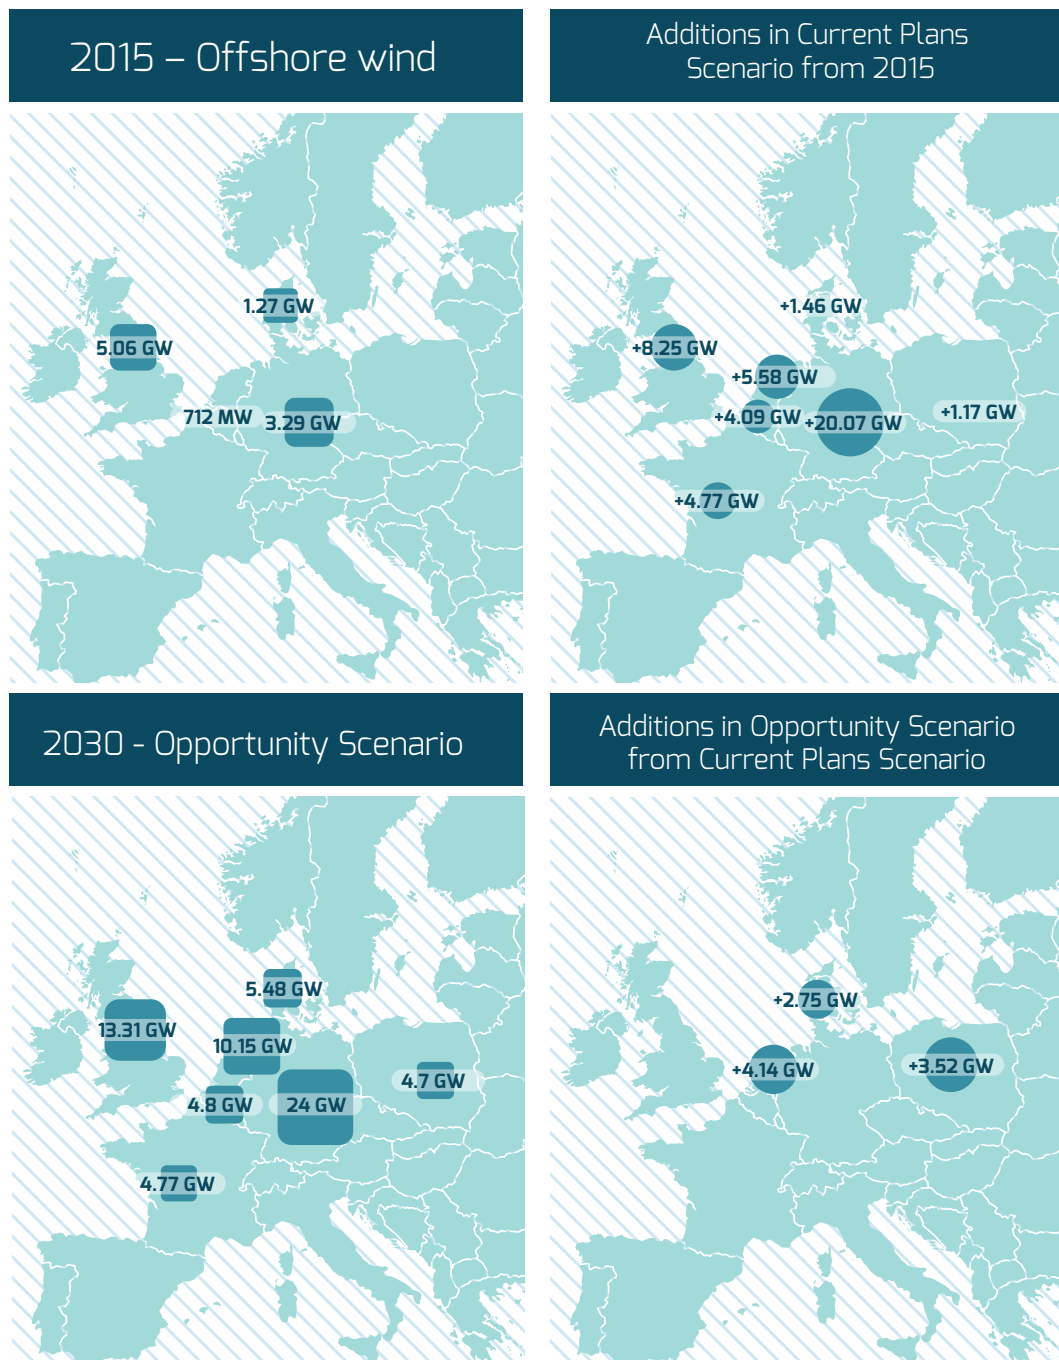 2015 – Offshore wind
1.27 GW
5.06 GW
712 MW
3.29 GW
Additions in Current Plans
Scenario from 2015
+1.46 GW
+8.25 GW
+5.58 GW
+4.09 GW
+20.07 GW
+1.17 GW
+4.77 GW
2030 - Opportunity Scenario
5.48 GW
13.31 GW
10.15 GW
4.7 GW
4.8 GW
24 GW
4.77 GW
Additions in Opportunity Scenario
from Current Plans Scenario
+2.75 GW
+4.14 GW
+3.52 GW